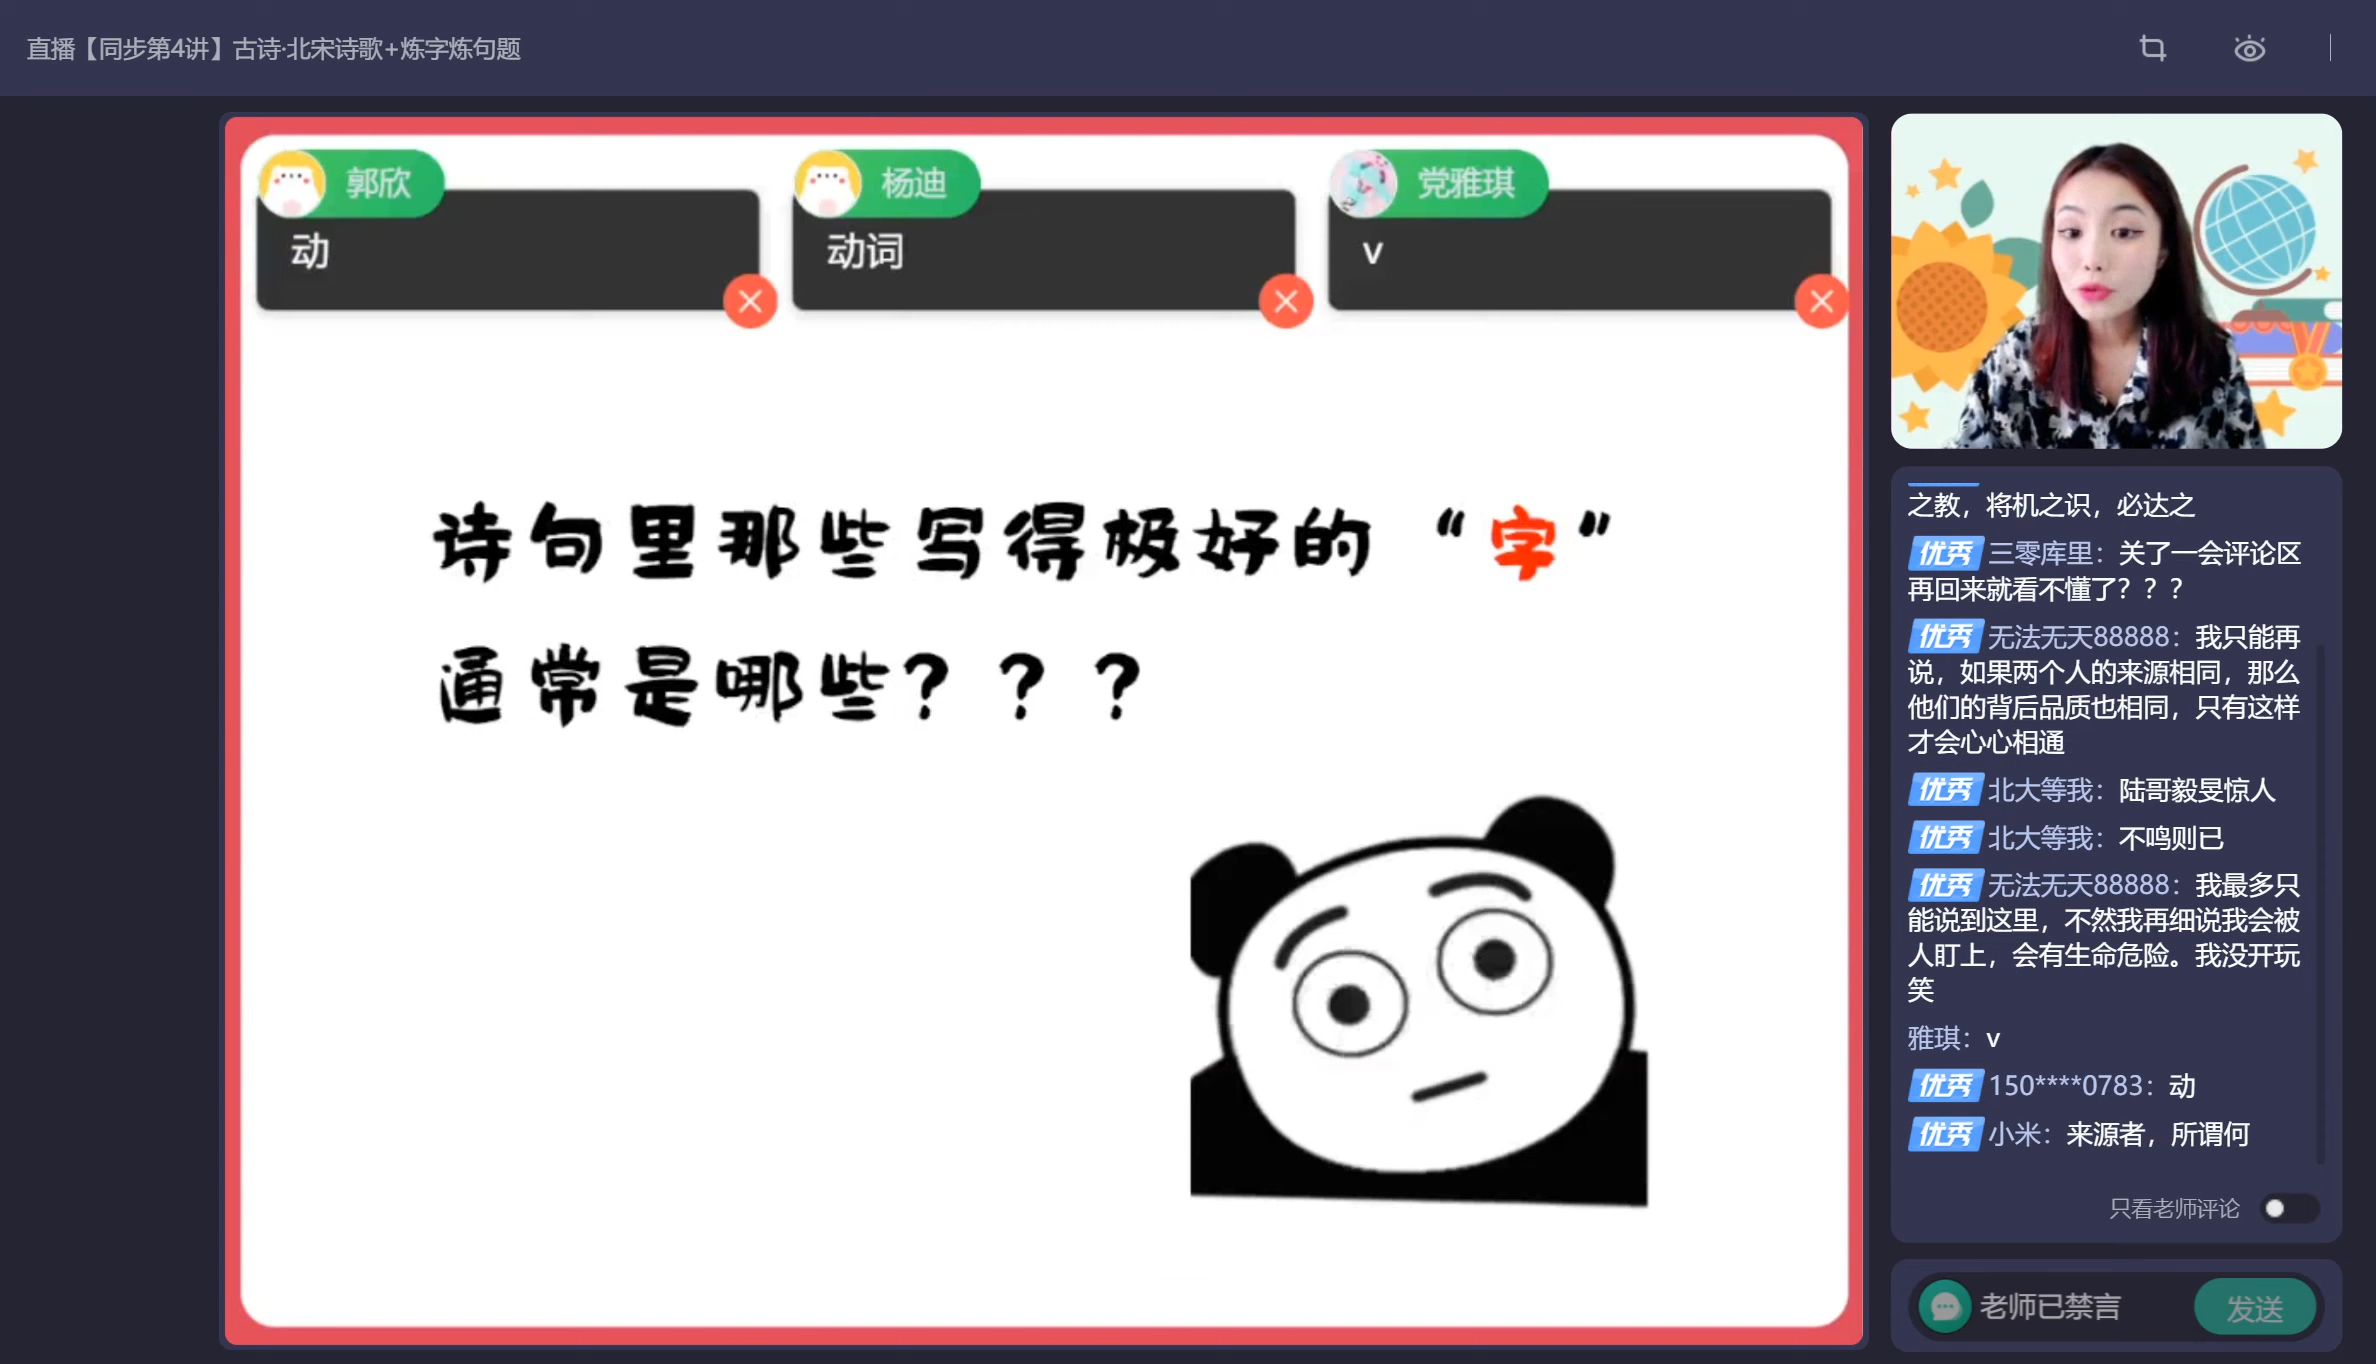 直播【同步第4讲】古诗·北宋诗歌+炼字炼句题
郭欣
动
杨迪
动词
党雅琪
v
诗句里那些写得极好的“字”
通常是哪些？？？
之教，将机之识，必达之
优秀 三零库里：关了一会评论区
再回来就看不懂了？？？
优秀 无法无天88888：我只能再
说，如果两个人的来源相同，那么
他们的背后品质也相同，只有这样
才会心心相通
优秀 北大等我：陆哥毅旻惊人
优秀 北大等我：不鸣则已
优秀 无法无天88888：我最多只
能说到这里，不然我再细说我会被
人盯上，会有生命危险。我没开玩
笑
雅琪：v
优秀 150****0783：动
优秀 小米：来源者，所谓何
只看老师评论
老师已禁言
发送